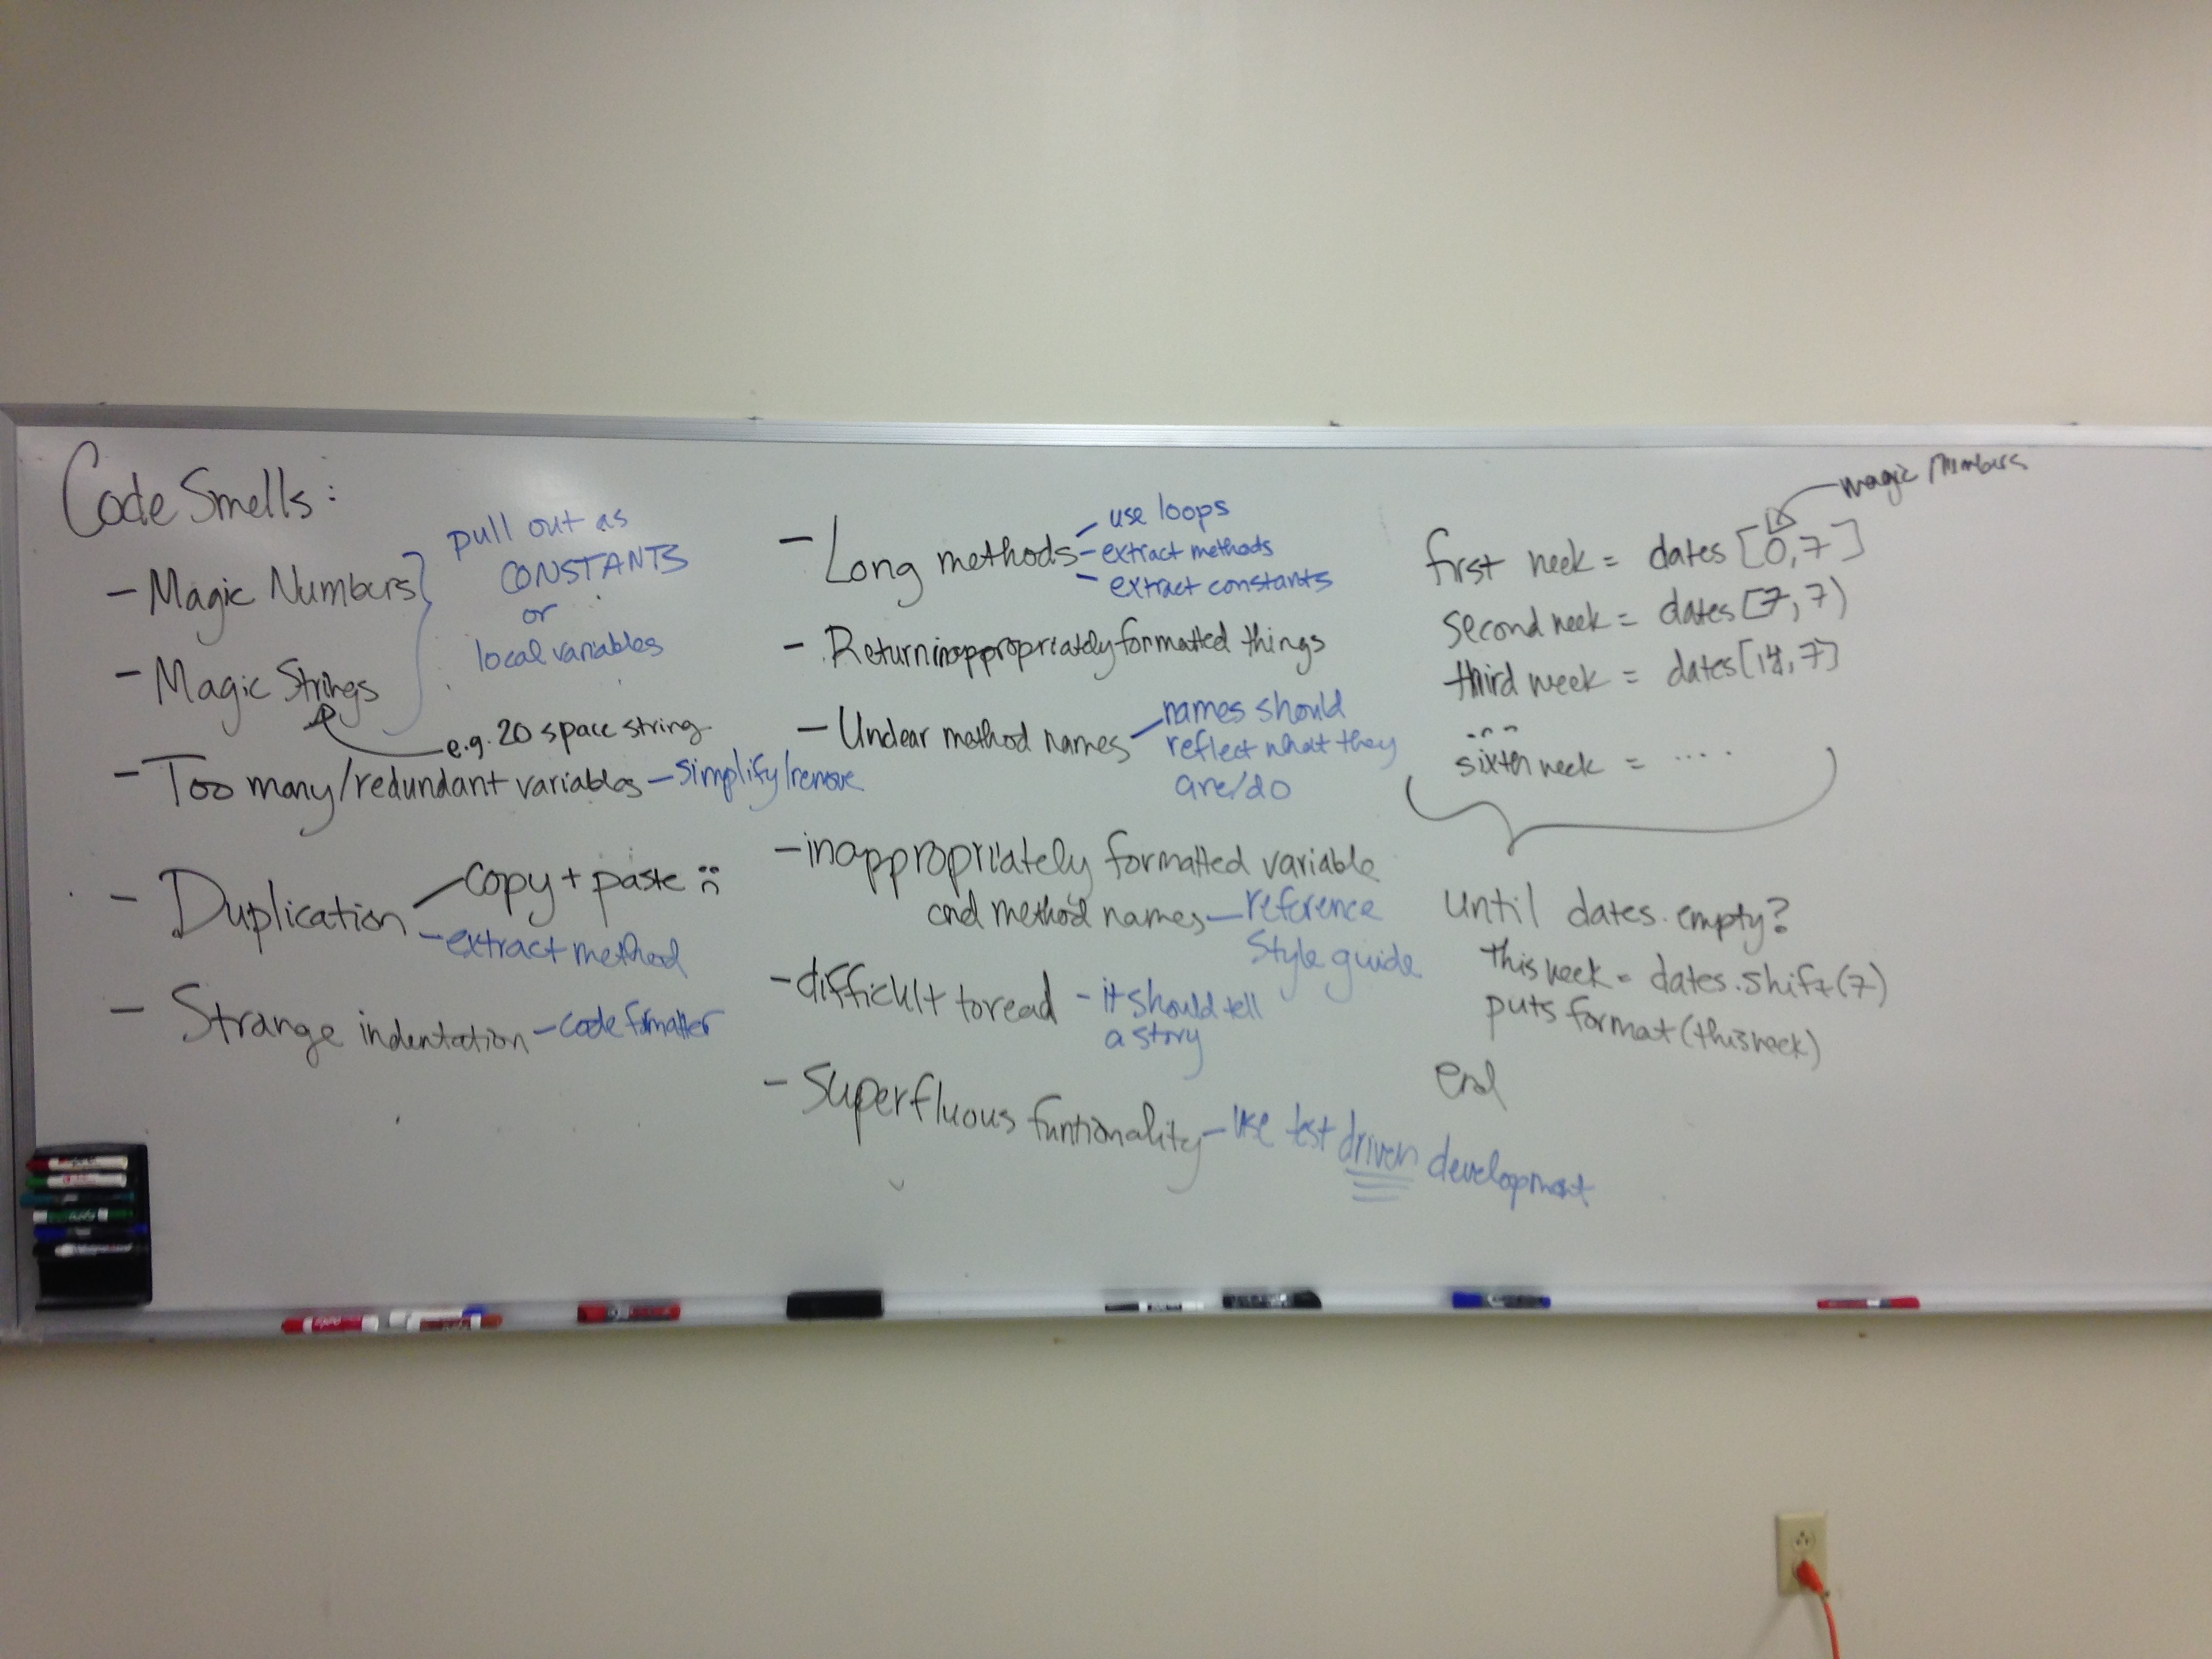 Code Smells:
- Magic Numbers
- Magic Strings
pull out as
CONSTANTS
or
local variables
e.g. 20 space string
- Too many/redundant variables - simplify/remove
- Duplication - copy + paste :(
- extract method
- Strange indentation - code formatter
- Long methods
- use loops
- extract methods
- extract constants
- Return inappropriately formatted things
- Unclear method names - names should
reflect what they
are/do
- inappropriately formatted variable
and method names - reference
style guide
- difficult to read - it should tell
a story
- Superfluous funtionality - use test driven development
magic numbers
first week = dates [0,7]
second week = dates [7,7)
third week = dates [14,7]
...
sixth week = ....
until dates.empty?
this week = dates.shift(7)
puts format(this week)
end